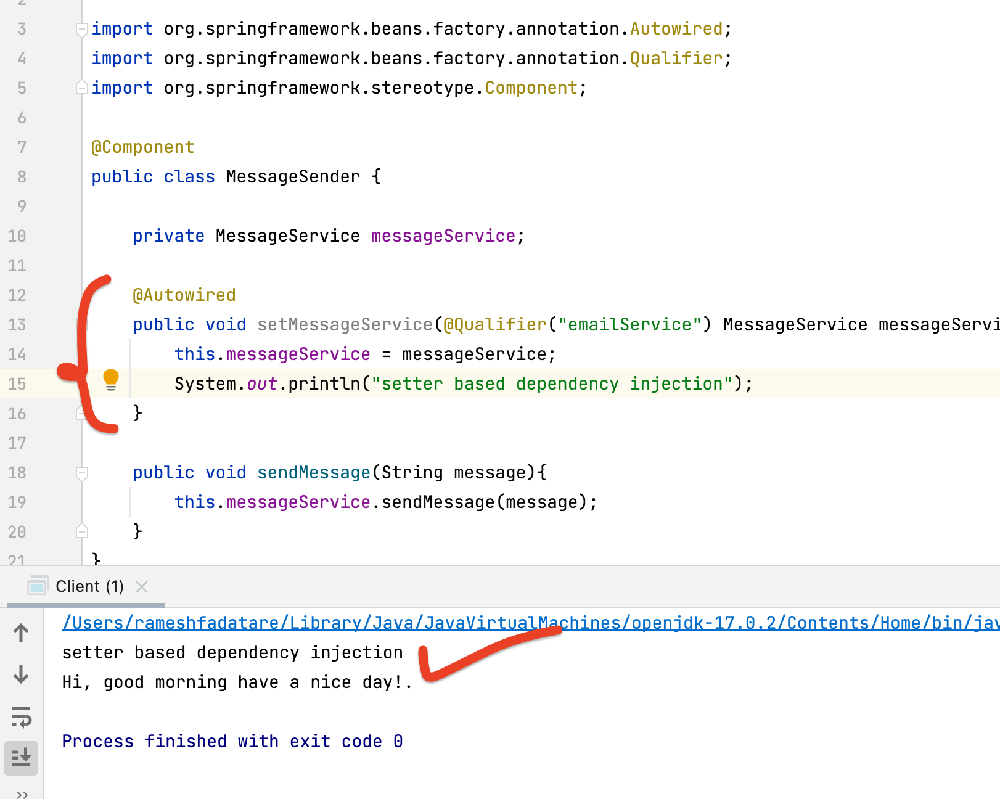 2
3 import org.springframework.beans.factory.annotation.Autowired;
4 import org.springframework.beans.factory.annotation.Qualifier;
5 import org.springframework.stereotype.Component;
6
7 @Component
8 public class MessageSender {
9
10 private MessageService messageService;
11
12 @Autowired
13 public void setMessageService(@Qualifier("emailService") MessageService messageServi
14 this.messageService = messageService;
15 System.out.println("setter based dependency injection");
16 }
17
18 public void sendMessage(String message){
19 this.messageService.sendMessage(message);
20 }
21 }
Client (1)
/Users/rameshfadatare/Library/Java/JavaVirtualMachines/openjdk-17.0.2/Contents/Home/bin/jav
setter based dependency injection
Hi, good morning have a nice day!.
Process finished with exit code 0